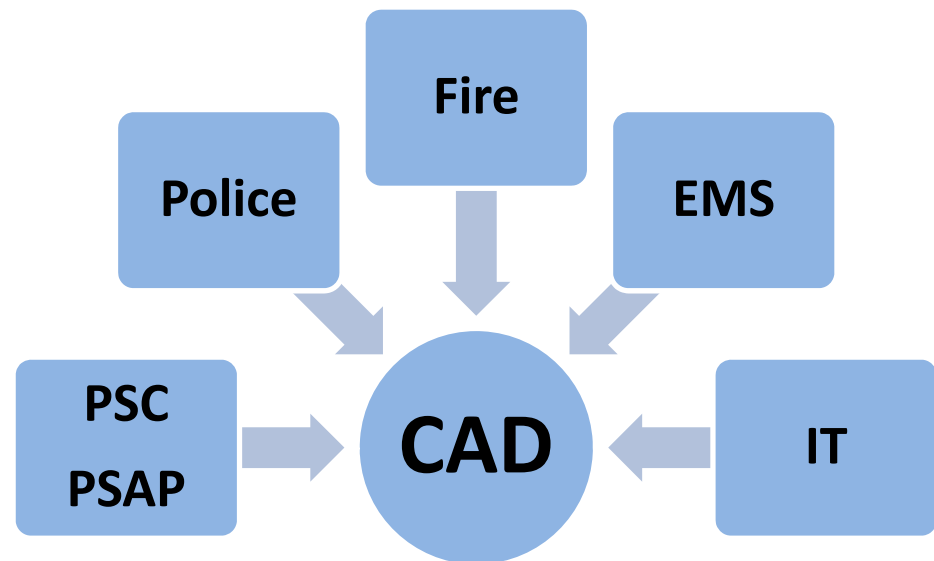 Fire
Police
EMS
PSC
PSAP
CAD
IT